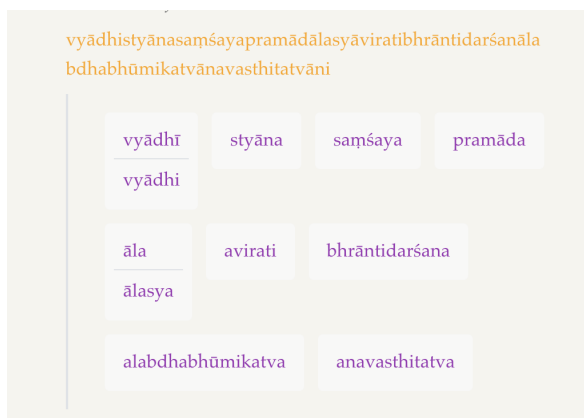 vyādhistyānasaṃśayapramādālasyāviratibhrāntidarśanāla
bdhabhūmikatvānavasthitatvāni
vyādhī styāna saṃśaya pramāda
vyādhi
āla avirati bhrāntidarśana
ālasya
alabdhabhūmikatva anavasthitatva